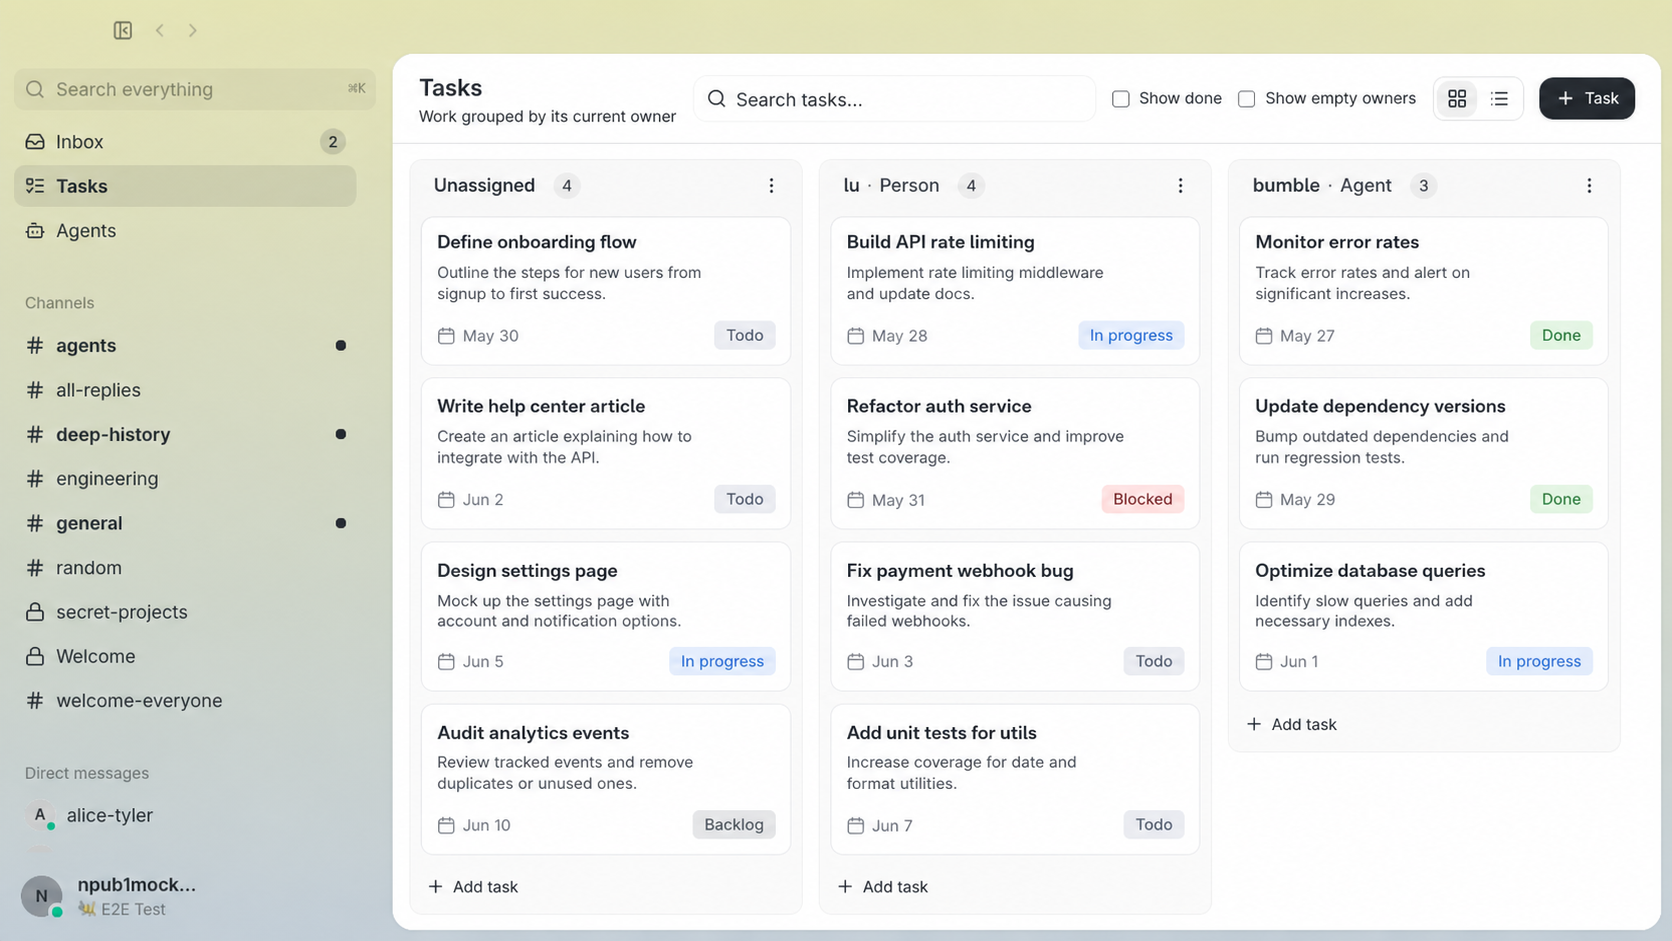 Search everything
⌘K
Inbox
2
Tasks
Agents
Channels
agents
all-replies
deep-history
engineering
general
random
secret-projects
Welcome
welcome-everyone
Direct messages
A
alice-tyler
N
npub1mock...
E2E Test
Tasks
Work grouped by its current owner
Search tasks...
Show done
Show empty owners
+ Task
Unassigned 4
Define onboarding flow
Outline the steps for new users from
signup to first success.
May 30
Todo
Write help center article
Create an article explaining how to
integrate with the API.
Jun 2
Todo
Design settings page
Mock up the settings page with
account and notification options.
Jun 5
In progress
Audit analytics events
Review tracked events and remove
duplicates or unused ones.
Jun 10
Backlog
+ Add task
lu · Person 4
Build API rate limiting
Implement rate limiting middleware
and update docs.
May 28
In progress
Refactor auth service
Simplify the auth service and improve
test coverage.
May 31
Blocked
Fix payment webhook bug
Investigate and fix the issue causing
failed webhooks.
Jun 3
Todo
Add unit tests for utils
Increase coverage for date and
format utilities.
Jun 7
Todo
+ Add task
bumble · Agent 3
Monitor error rates
Track error rates and alert on
significant increases.
May 27
Done
Update dependency versions
Bump outdated dependencies and
run regression tests.
May 29
Done
Optimize database queries
Identify slow queries and add
necessary indexes.
Jun 1
In progress
+ Add task